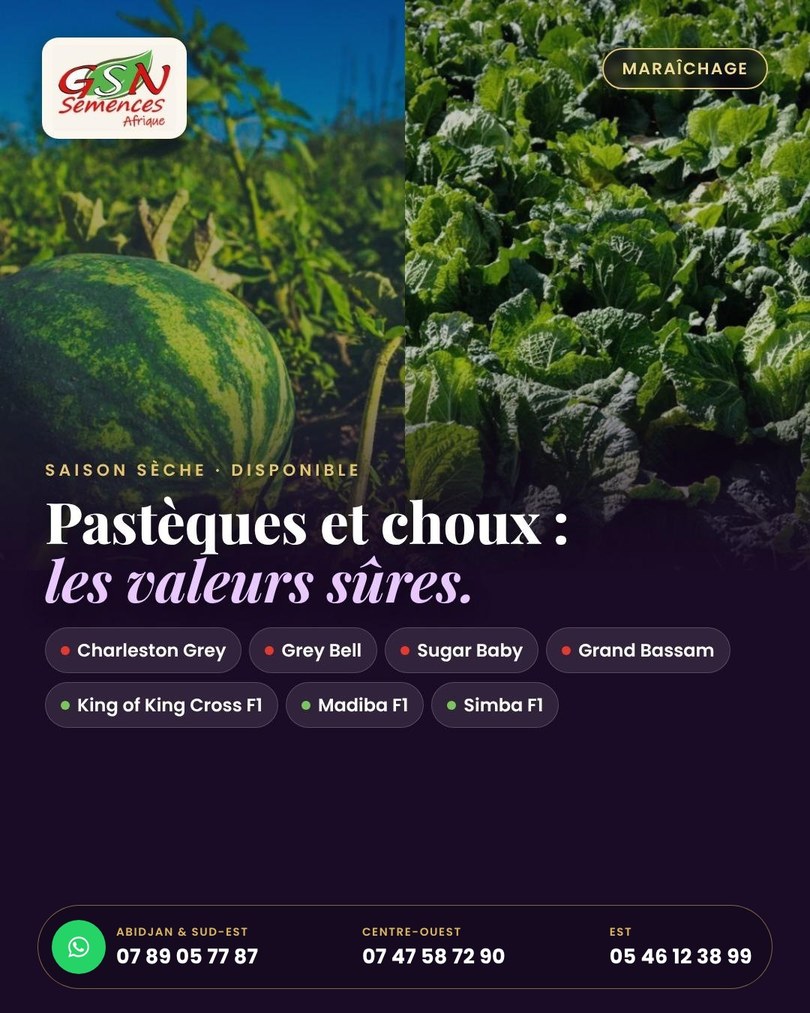 GSN
Semences
Afrique
MARAÎCHAGE
SAISON SÈCHE · DISPONIBLE
Pastèques et choux :
les valeurs sûres.
Charleston Grey
Grey Bell
Sugar Baby
Grand Bassam
King of King Cross F1
Madiba F1
Simba F1
ABIDJAN & SUD-EST
07 89 05 77 87
CENTRE-OUEST
07 47 58 72 90
EST
05 46 12 38 99